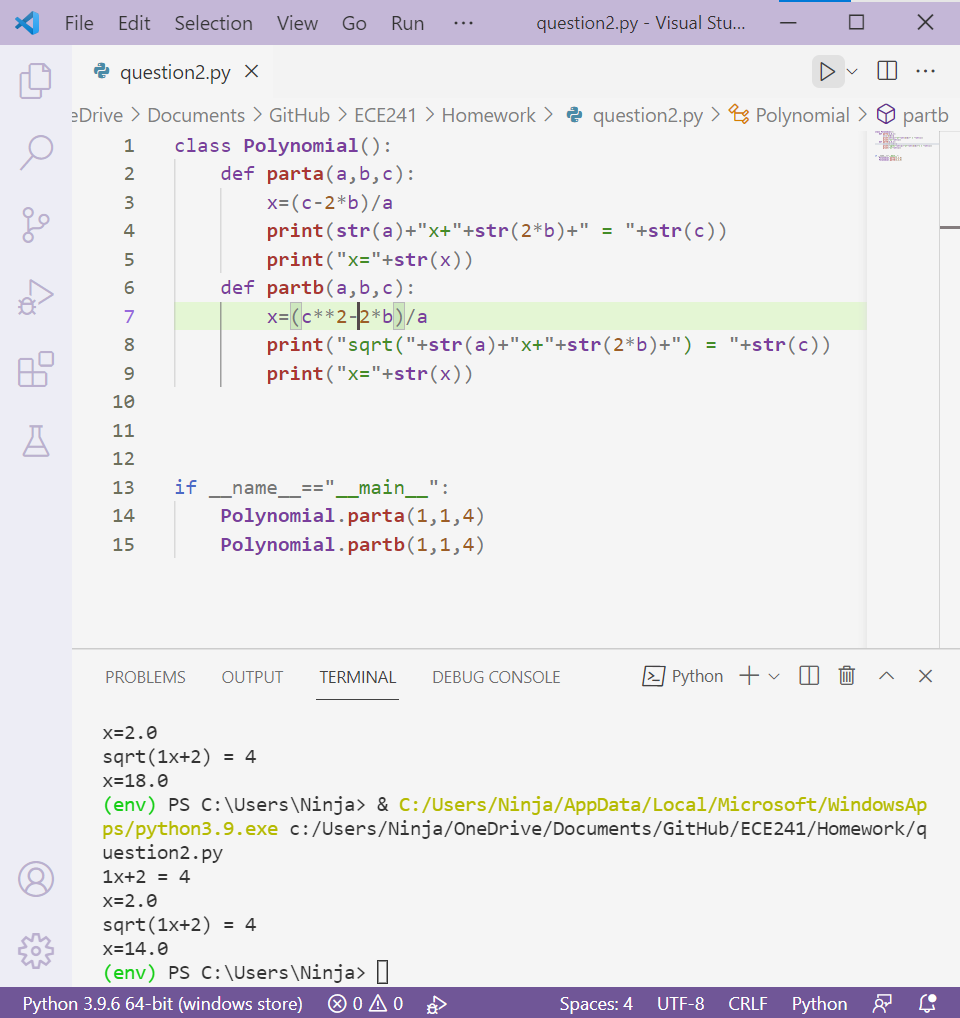 File Edit Selection View Go Run ··· question2.py - Visual Stu...
question2.py
eDrive > Documents > GitHub > ECE241 > Homework > question2.py > Polynomial > partb
1 class Polynomial():
2 def parta(a,b,c):
3 x=(c-2*b)/a
4 print(str(a)+"x+"+str(2*b)+" = "+str(c))
5 print("x="+str(x))
6 def partb(a,b,c):
7 x=(c**2-2*b)/a
8 print("sqrt("+str(a)+"x+"+str(2*b)+") = "+str(c))
9 print("x="+str(x))
10
11
12
13 if __name__=="__main__":
14 Polynomial.parta(1,1,4)
15 Polynomial.partb(1,1,4)
PROBLEMS OUTPUT TERMINAL DEBUG CONSOLE Python
x=2.0
sqrt(1x+2) = 4
x=18.0
(env) PS C:\Users\Ninja> & C:/Users/Ninja/AppData/Local/Microsoft/WindowsAp
ps/python3.9.exe c:/Users/Ninja/OneDrive/Documents/GitHub/ECE241/Homework/q
uestion2.py
1x+2 = 4
x=2.0
sqrt(1x+2) = 4
x=14.0
(env) PS C:\Users\Ninja>
Python 3.9.6 64-bit (windows store) 0 0 Spaces: 4 UTF-8 CRLF Python